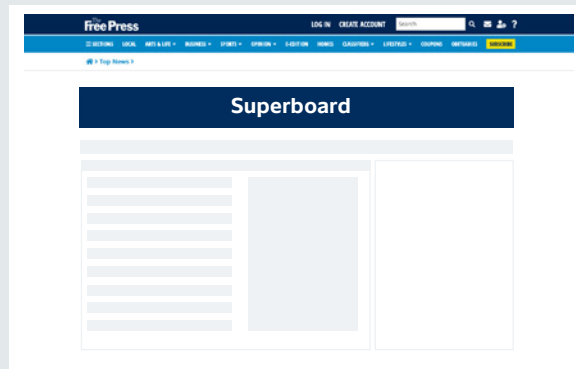 The
Free Press
LOG IN CREATE ACCOUNT Search ?
SECTIONS LOCAL ARTS & LIFE BUSINESS SPORTS OPINION E-EDITION HOMES CLASSIFIEDS LIFESTYLES COUPONS OBITUARIES SUBSCRIBE
> Top News >
Superboard